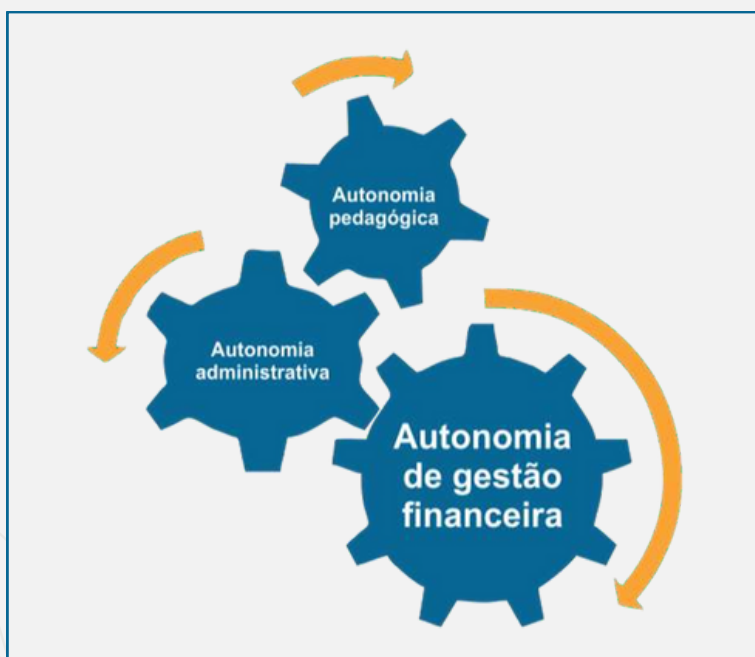 Autonomia
pedagógica
Autonomia
administrativa
Autonomia
de gestão
financeira